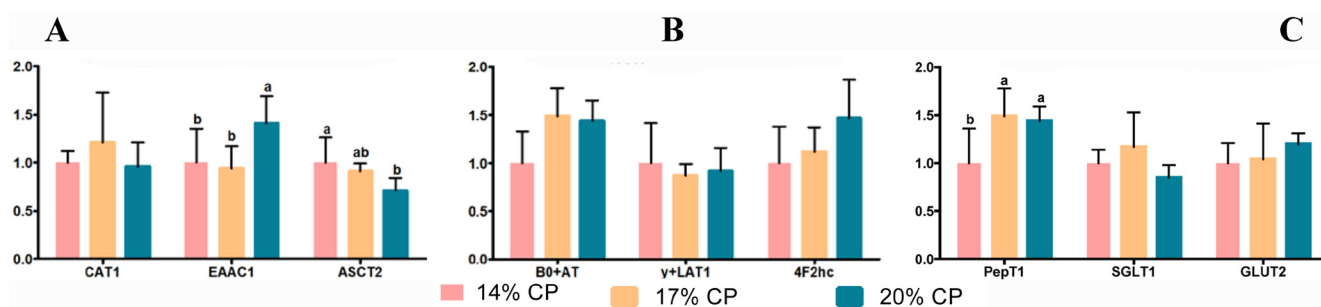 A B C
2.0
1.5
1.0
0.5
0.0
b b a a ab b
CAT1 EAAC1 ASCT2
2.0
1.5
1.0
0.5
0.0
B0+AT y+LAT1 4F2hc
2.0
1.5
1.0
0.5
0.0
b a a
PepT1 SGLT1 GLUT2
14% CP 17% CP 20% CP